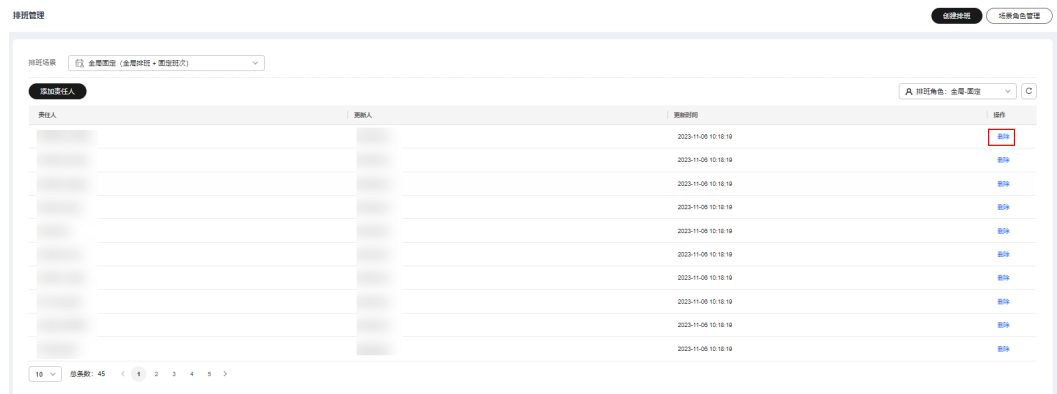 排班管理
创建排班 场景角色管理
排班场景 全局固定（全局排班 + 固定班次）
添加责任人 排班角色：全局-固定
责任人 更新人 更新时间 操作
2023-11-06 10:18:19 删除
2023-11-06 10:18:19 删除
2023-11-06 10:18:19 删除
2023-11-06 10:18:19 删除
2023-11-06 10:18:19 删除
2023-11-06 10:18:19 删除
2023-11-06 10:18:19 删除
2023-11-06 10:18:19 删除
2023-11-06 10:18:19 删除
2023-11-06 10:18:19 删除
10 总条数：45 < 1 2 3 4 5 >